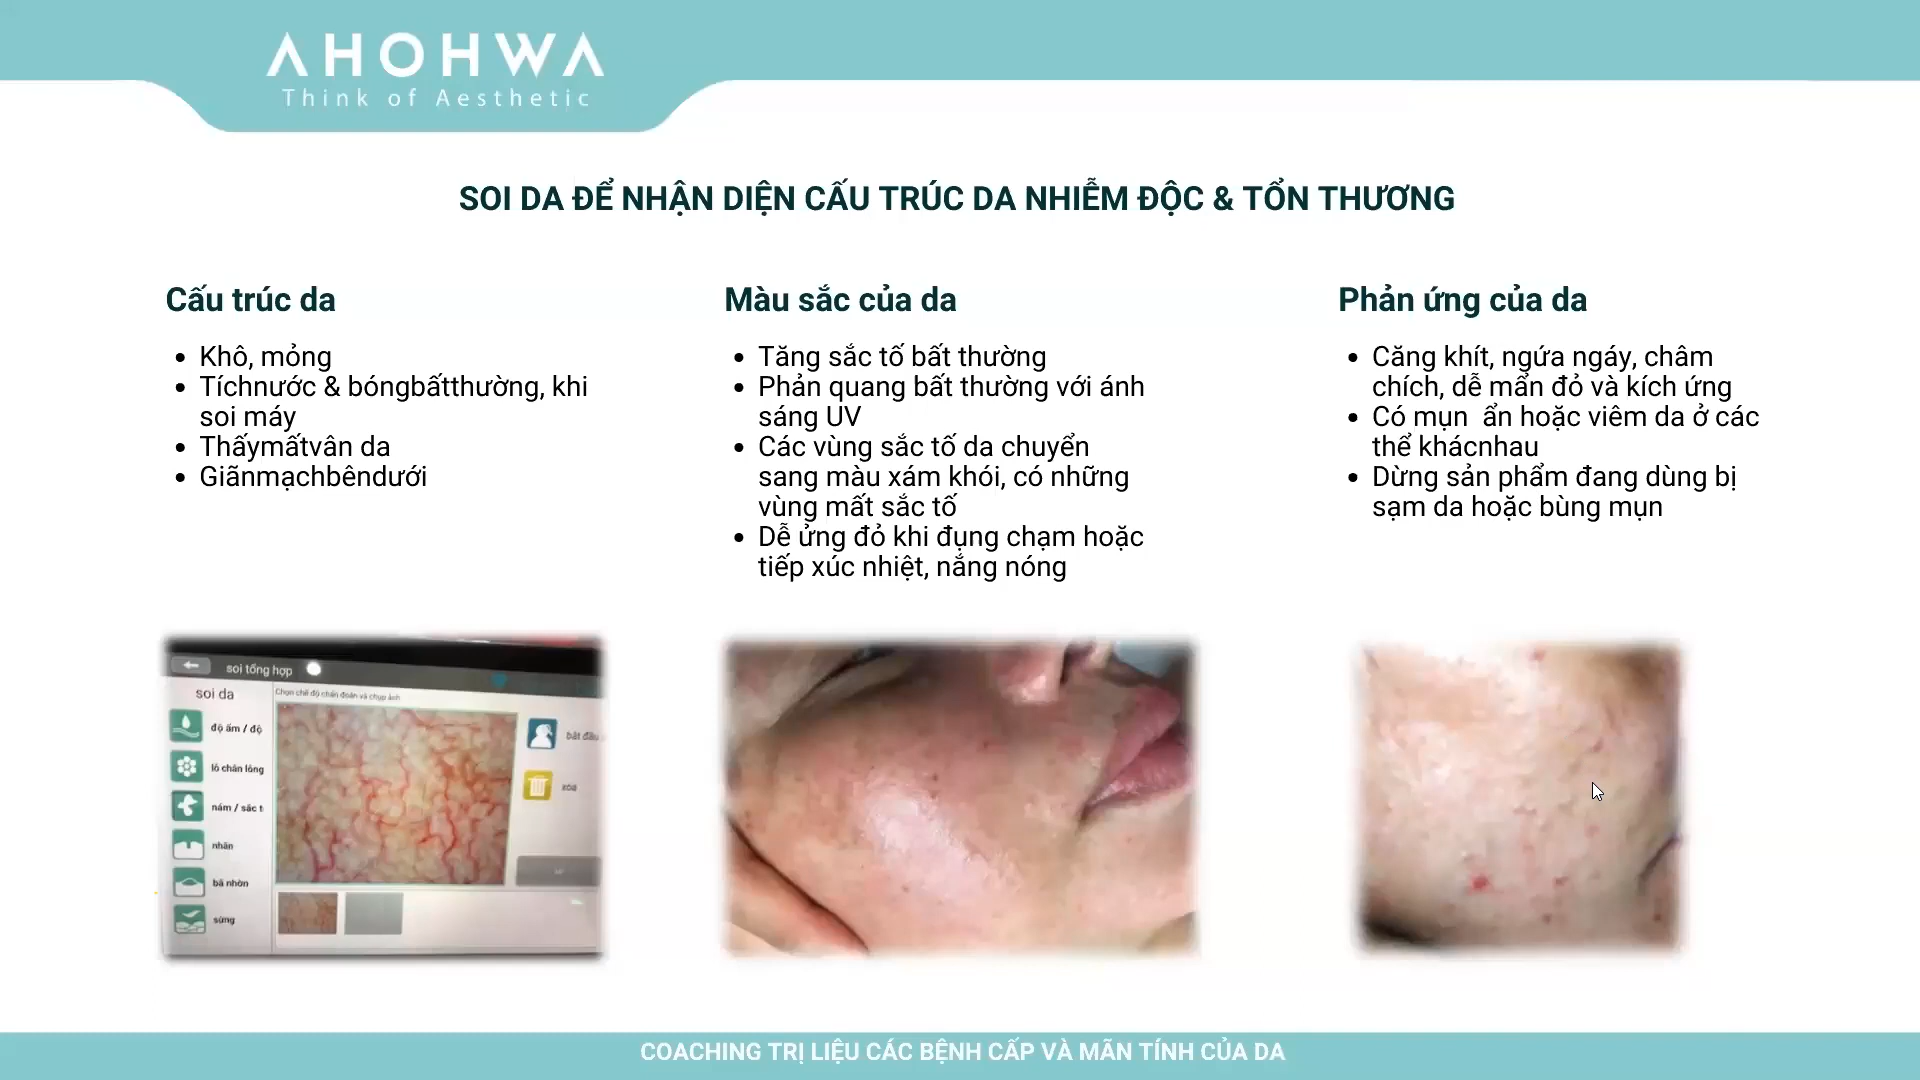 AHOHWA
Think of Aesthetic
SOI DA ĐỂ NHẬN DIỆN CẤU TRÚC DA NHIỄM ĐỘC & TỔN THƯƠNG
Cấu trúc da
Khô, mỏng
Tíchnước & bóngbấtthường, khi
soi máy
Thấymấtvân da
Giãnmạchbêndưới
Màu sắc của da
Tăng sắc tố bất thường
Phản quang bất thường với ánh
sáng UV
Các vùng sắc tố da chuyển
sang màu xám khói, có những
vùng mất sắc tố
Dễ ửng đỏ khi đụng chạm hoặc
tiếp xúc nhiệt, nắng nóng
Phản ứng của da
Căng khít, ngứa ngáy, châm
chích, dễ mẩn đỏ và kích ứng
Có mụn  ẩn hoặc viêm da ở các
thể khácnhau
Dừng sản phẩm đang dùng bị
sạm da hoặc bùng mụn
soi tổng hợp
soi da
Chọn chế độ chẩn đoán và chụp ảnh
độ ẩm / độ
lỗ chân lông
nám / sắc t
nhăn
bã nhờn
sừng
bắt đầu
xóa
COACHING TRỊ LIỆU CÁC BỆNH CẤP VÀ MÃN TÍNH CỦA DA